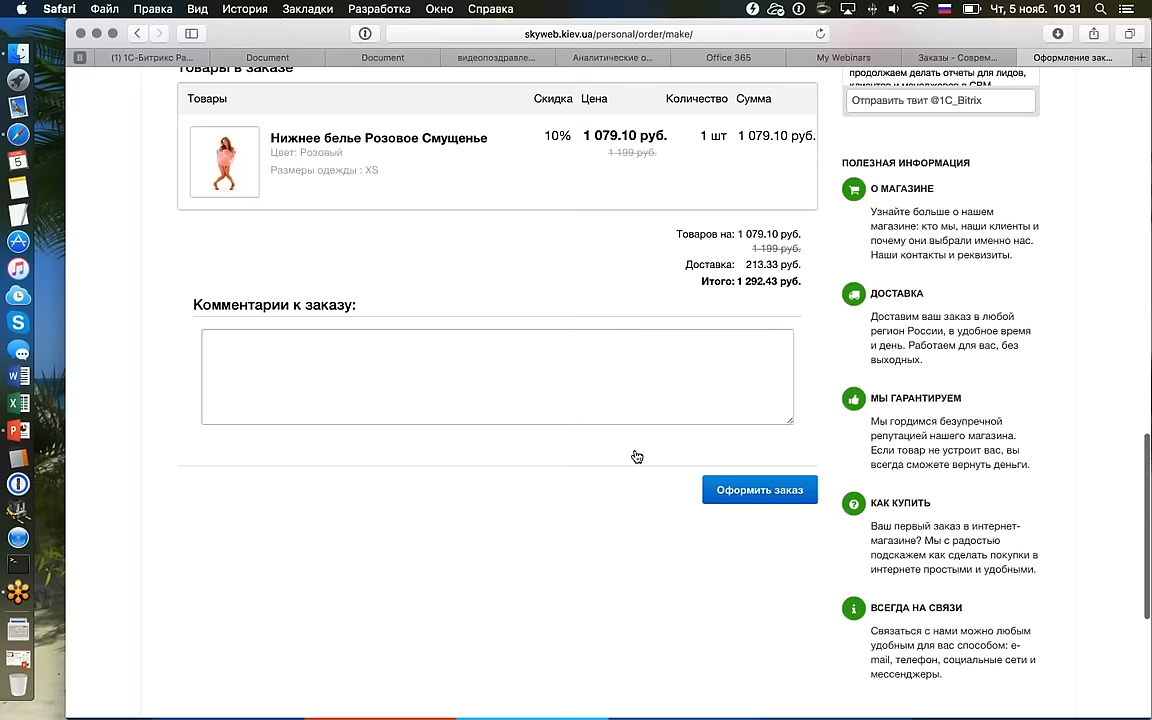 Safari Файл Правка Вид История Закладки Разработка Окно Справка Чт, 5 нояб. 10 31
skyweb.kiev.ua/personal/order/make/
(1) 1С-Битрикс Ра... Document Document видеопоздравле... Аналитические о... Office 365 My Webinars Заказы - Соврем... Оформление зак...
Товары в заказе
Товары Скидка Цена Количество Сумма
Нижнее белье Розовое Смущенье 10% 1 079.10 руб. 1 шт 1 079.10 руб.
Цвет: Розовый 1 199 руб.
Размеры одежды : XS
Товаров на: 1 079.10 руб.
1 199 руб.
Доставка: 213.33 руб.
Итого: 1 292.43 руб.
Комментарии к заказу:
Оформить заказ
продолжаем делать отчеты для лидов,
клиентов и менеджеров в CRM
Отправить твит @1C_Bitrix
ПОЛЕЗНАЯ ИНФОРМАЦИЯ
О МАГАЗИНЕ
Узнайте больше о нашем
магазине: кто мы, наши клиенты и
почему они выбрали именно нас.
Наши контакты и реквизиты.
ДОСТАВКА
Доставим ваш заказ в любой
регион России, в удобное время
и день. Работаем для вас, без
выходных.
МЫ ГАРАНТИРУЕМ
Мы гордимся безупречной
репутацией нашего магазина.
Если товар не устроит вас, вы
всегда сможете вернуть деньги.
КАК КУПИТЬ
Ваш первый заказ в интернет-
магазине? Мы с радостью
подскажем как сделать покупки в
интернете простыми и удобными.
ВСЕГДА НА СВЯЗИ
Связаться с нами можно любым
удобным для вас способом: e-
mail, телефон, социальные сети и
мессенджеры.